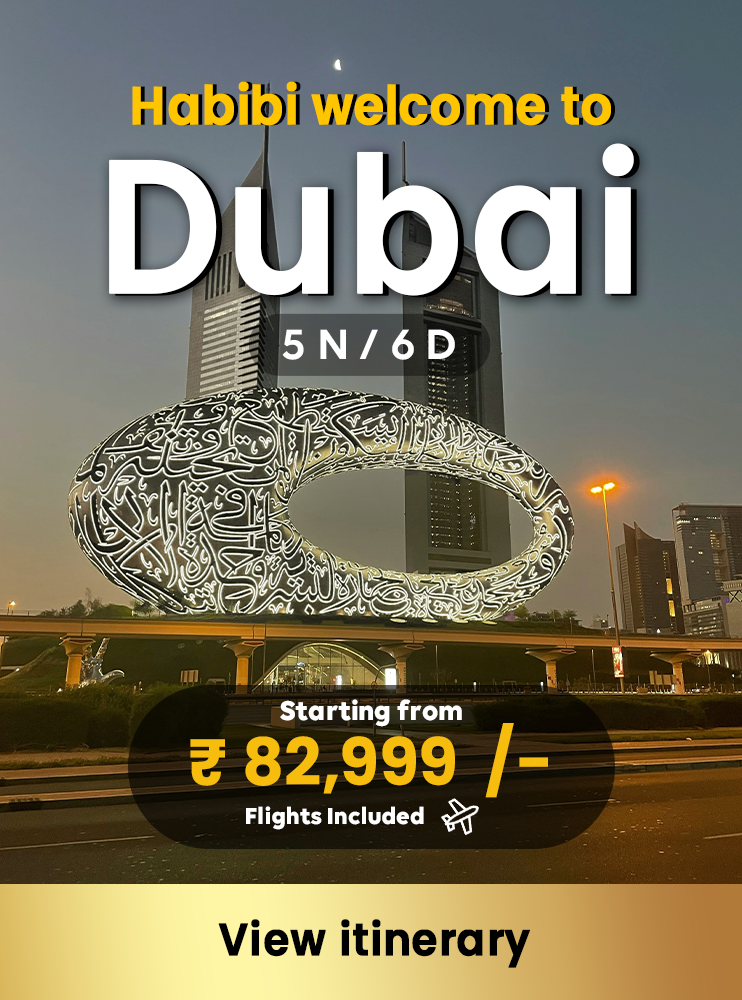 Habibi welcome to
Dubai
5 N / 6 D
Starting from
₹ 82,999 /-
Flights Included
View itinerary